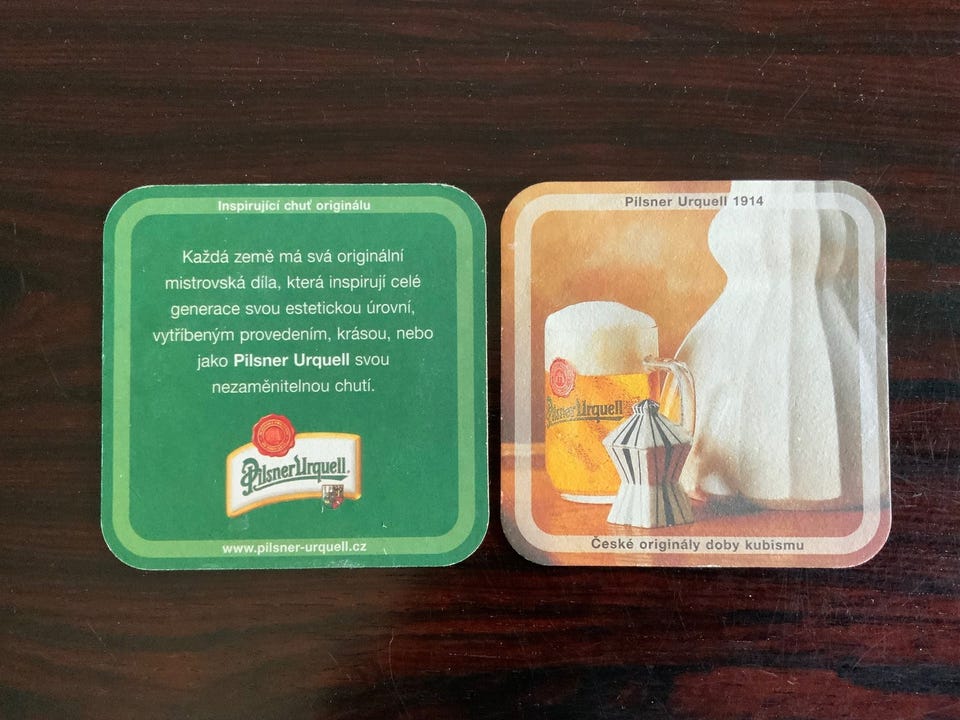 Inspirující chuť originálu
Každá země má svá originální
mistrovská díla, která inspirují celé
generace svou estetickou úrovní,
vytříbeným provedením, krásou, nebo
jako Pilsner Urquell svou
nezaměnitelnou chutí.
Pilsner Urquell
www.pilsner-urquell.cz
Pilsner Urquell 1914
Pilsner Urquell
České originály doby kubismu